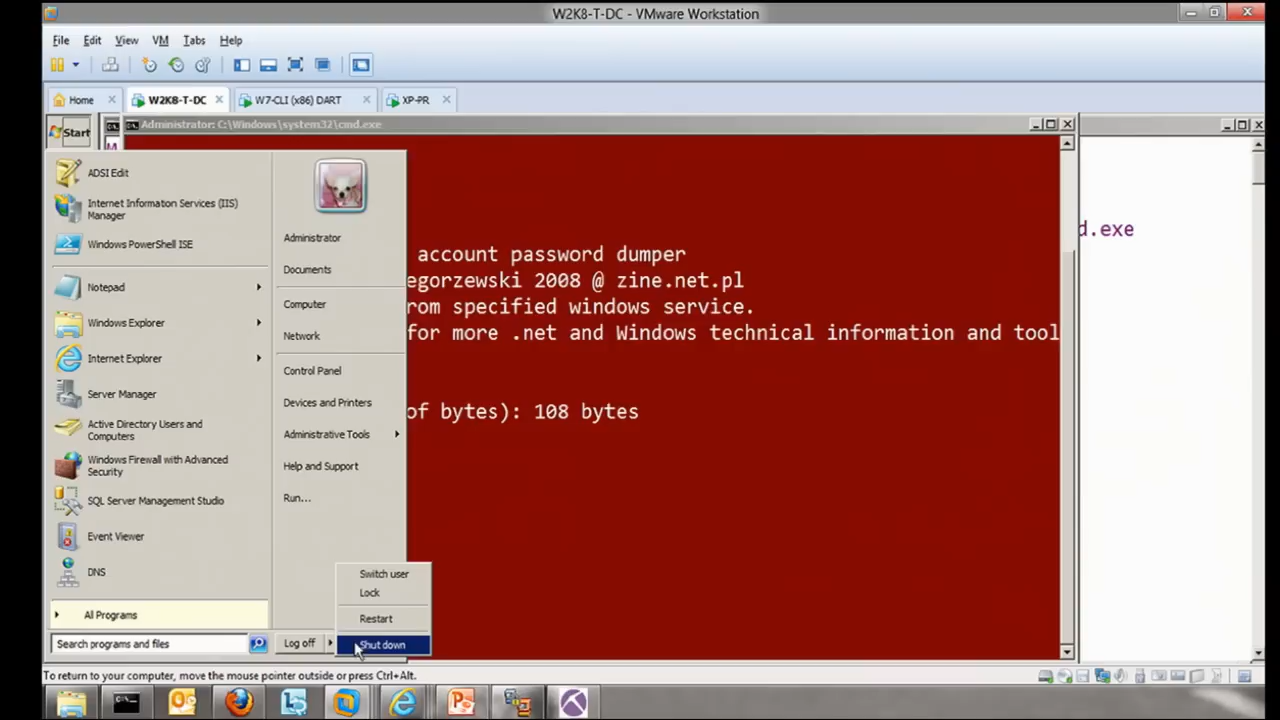 W2K8-T-DC - VMware Workstation
File Edit View VM Tabs Help
Home W2K8-T-DC W7-CLI (x86) DART XP-PR
Start
Administrator: C:\Windows\system32\cmd.exe
ADSI Edit
Internet Information Services (IIS)
Manager
Windows PowerShell ISE
Notepad
Windows Explorer
Internet Explorer
Server Manager
Active Directory Users and
Computers
Windows Firewall with Advanced
Security
SQL Server Management Studio
Event Viewer
DNS
All Programs
Search programs and files
Administrator
Documents
Computer
Network
Control Panel
Devices and Printers
Administrative Tools
Help and Support
Run...
Log off
Switch user
Lock
Restart
Shut down
account password dumper
egorzewski 2008 @ zine.net.pl
rom specified windows service.
for more .net and Windows technical information and tool
of bytes): 108 bytes
d.exe
To return to your computer, move the mouse pointer outside or press Ctrl+Alt.